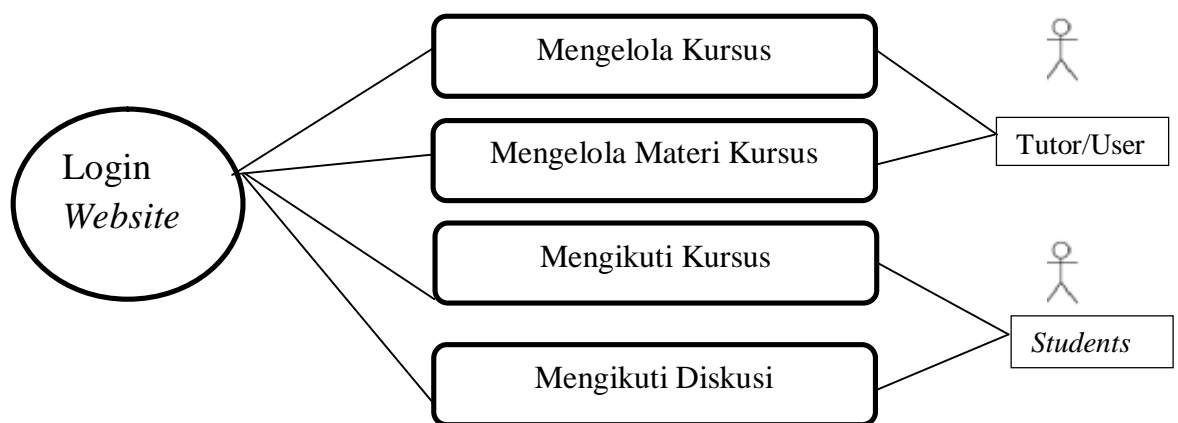 Mengelola Kursus
Mengelola Materi Kursus
Login
Website
Mengikuti Kursus
Mengikuti Diskusi
Tutor/User
Students